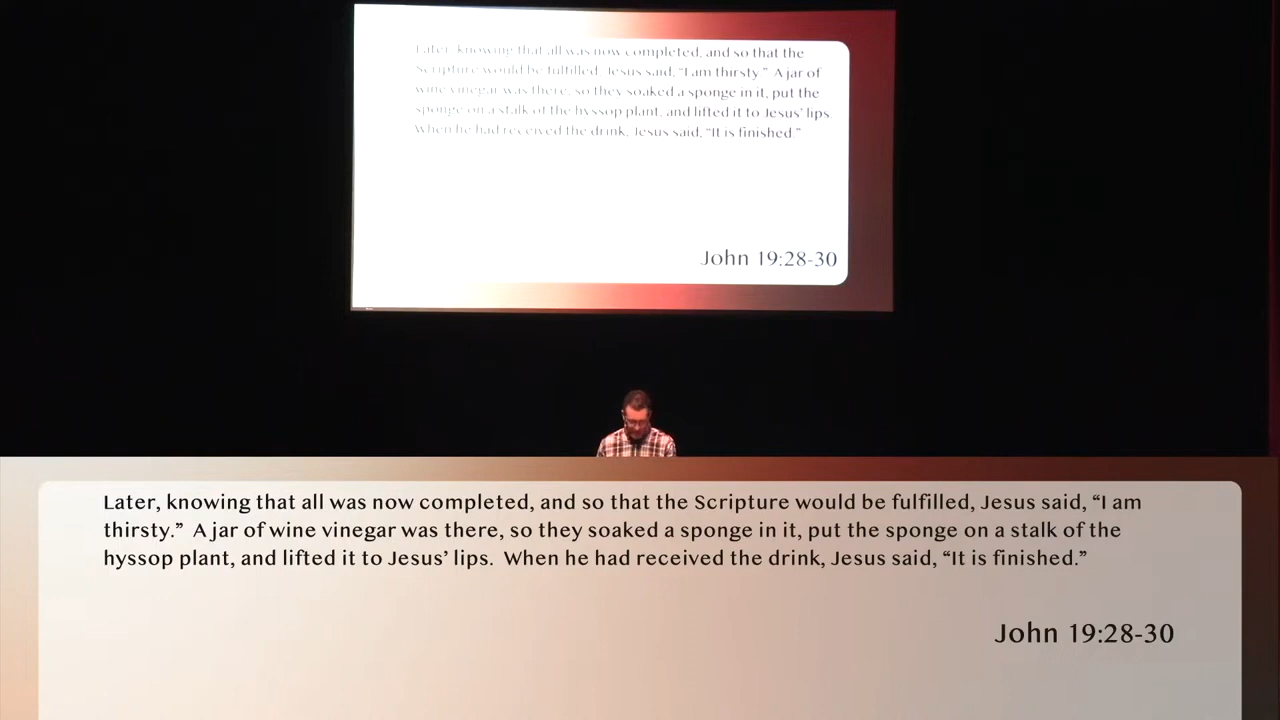 Later, knowing that all was now completed, and so that the
Scripture would be fulfilled, Jesus said, “I am thirsty.” A jar of
wine vinegar was there, so they soaked a sponge in it, put the
sponge on a stalk of the hyssop plant, and lifted it to Jesus’ lips.
When he had received the drink, Jesus said, “It is finished.”
John 19:28-30
Later, knowing that all was now completed, and so that the Scripture would be fulfilled, Jesus said, “I am
thirsty.” A jar of wine vinegar was there, so they soaked a sponge in it, put the sponge on a stalk of the
hyssop plant, and lifted it to Jesus’ lips. When he had received the drink, Jesus said, “It is finished.”
John 19:28-30